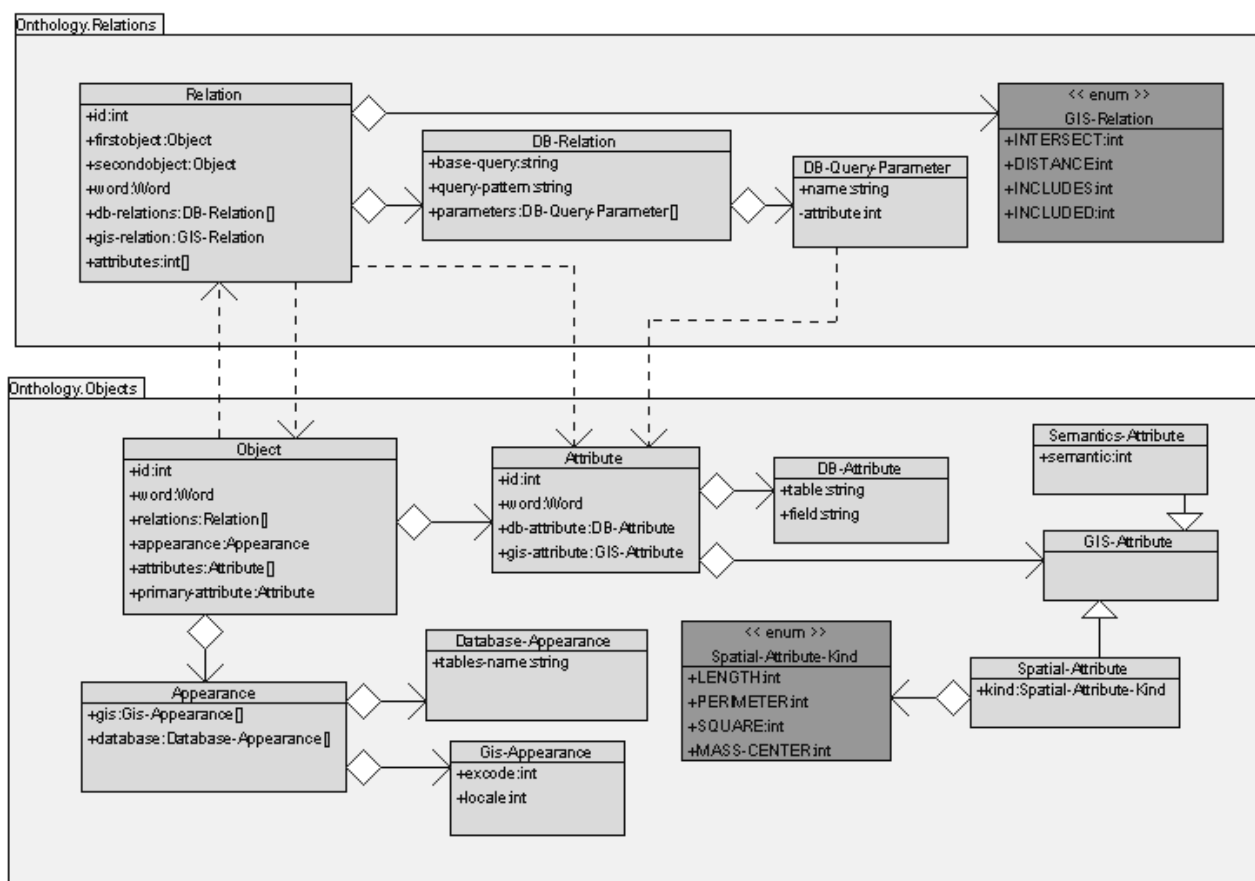 Onthology.Relations
Relation
+id:int
+firstobject:Object
+secondobject:Object
+word:Word
+db-relations:DB-Relation[]
+gis-relation:GIS-Relation
+attributes:int[]
DB-Relation
+base-query:string
+query-pattern:string
+parameters:DB-Query-Parameter[]
DB-Query-Parameter
+name:string
-attribute:int
<< enum >>
GIS-Relation
+INTERSECT:int
+DISTANCE:int
+INCLUDES:int
+INCLUDED:int
Onthology.Objects
Object
+id:int
+word:Word
+relations:Relation[]
+appearance:Appearance
+attributes:Attribute[]
+primary-attribute:Attribute
Attribute
+id:int
+word:Word
+db-attribute:DB-Attribute
+gis-attribute:GIS-Attribute
DB-Attribute
+table:string
+field:string
Semantics-Attribute
+semantic:int
GIS-Attribute
Appearance
+gis:Gis-Appearance[]
+database:Database-Appearance[]
Database-Appearance
+tables-name:string
Gis-Appearance
+excode:int
+locale:int
<< enum >>
Spatial-Attribute-Kind
+LENGTH:int
+PERIMETER:int
+SQUARE:int
+MASS-CENTER:int
Spatial-Attribute
+kind:Spatial-Attribute-Kind